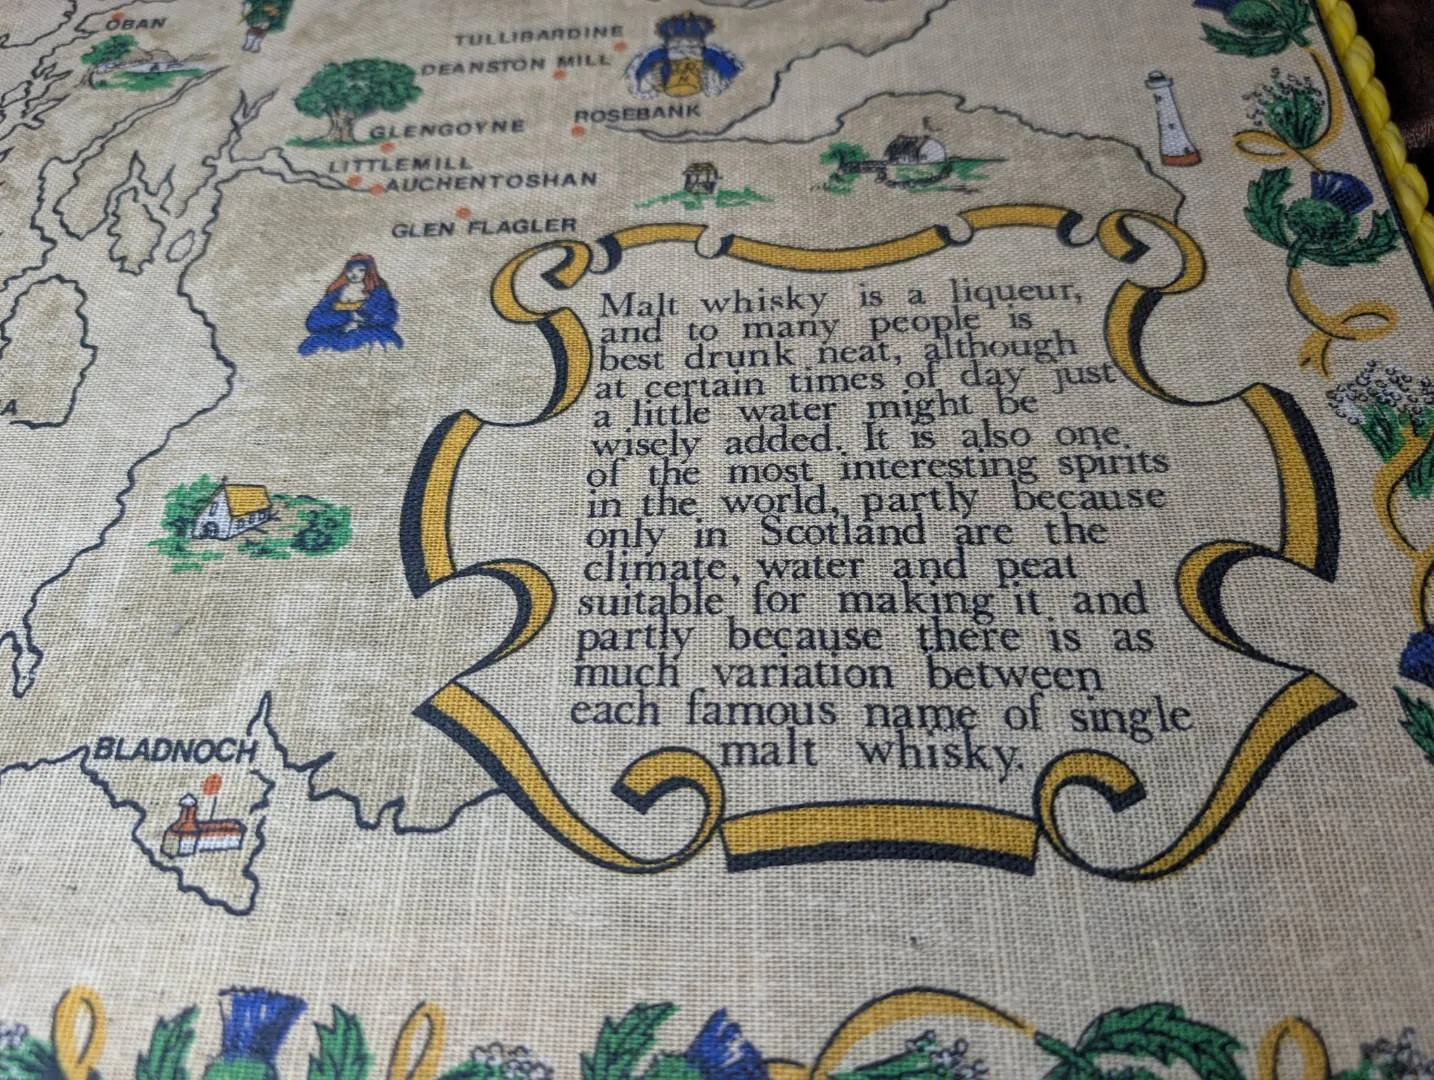 OBAN
TULLIBARDINE
DEANSTON MILL
ROSEBANK
GLENGOYNE
LITTLEMILL
AUCHENTOSHAN
GLEN FLAGLER
Malt whisky is a liqueur,
and to many people is
best drunk neat, although
at certain times of day just
a little water might be
wisely added. It is also one
of the most interesting spirits
in the world, partly because
only in Scotland are the
climate, water and peat
suitable for making it and
partly because there is as
much variation between
each famous name of single
malt whisky.
BLADNOCH